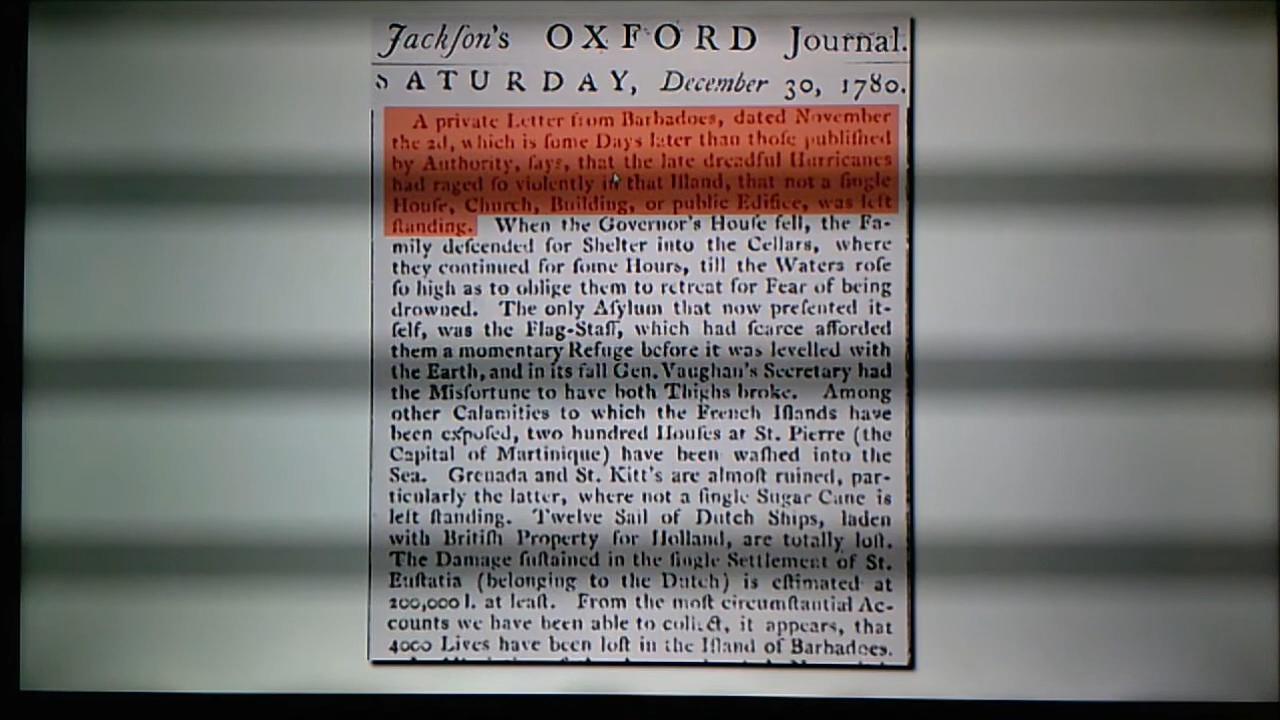 Jackſon's OXFORD Journal.
SATURDAY, December 30, 1780.
A private Letter from Barbadoes, dated November
the 2d, which is ſome Days later than thoſe publiſhed
by Authority, ſays, that the late dreadful Hurricanes
had raged ſo violently in that Iſland, that not a ſingle
Houſe, Church, Building, or public Edifice, was left
ſtanding. When the Governor's Houſe fell, the Fa-
mily deſcended for Shelter into the Cellars, where
they continued for ſome Hours, till the Waters roſe
ſo high as to oblige them to retreat for Fear of being
drowned. The only Aſylum that now preſented it-
ſelf, was the Flag-Staff, which had ſcarce afforded
them a momentary Refuge before it was levelled with
the Earth, and in its fall Gen. Vaughan's Secretary had
the Misfortune to have both Thighs broke. Among
other Calamities to which the French Iſlands have
been expoſed, two hundred Houſes at St. Pierre (the
Capital of Martinique) have been waſhed into the
Sea. Grenada and St. Kitt's are almoſt ruined, par-
ticularly the latter, where not a ſingle Sugar Cane is
left ſtanding. Twelve Sail of Dutch Ships, laden
with Britiſh Property for Holland, are totally loſt.
The Damage ſuſtained in the ſingle Settlement of St.
Euſtatia (belonging to the Dutch) is eſtimated at
200,000 l. at leaſt. From the moſt circumſtantial Ac-
counts we have been able to collect, it appears, that
4000 Lives have been loſt in the Iſland of Barbadoes.